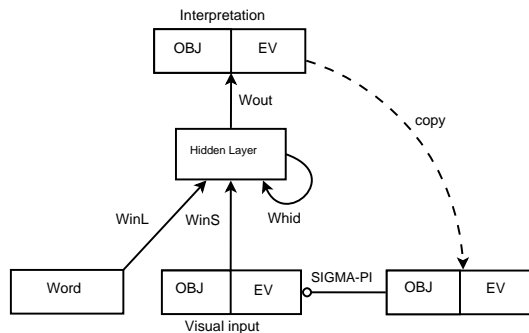 Interpretation
OBJ EV
Wout
copy
Hidden Layer
WinL
WinS
Whid
SIGMA-PI
Word
OBJ EV
OBJ EV
Visual input